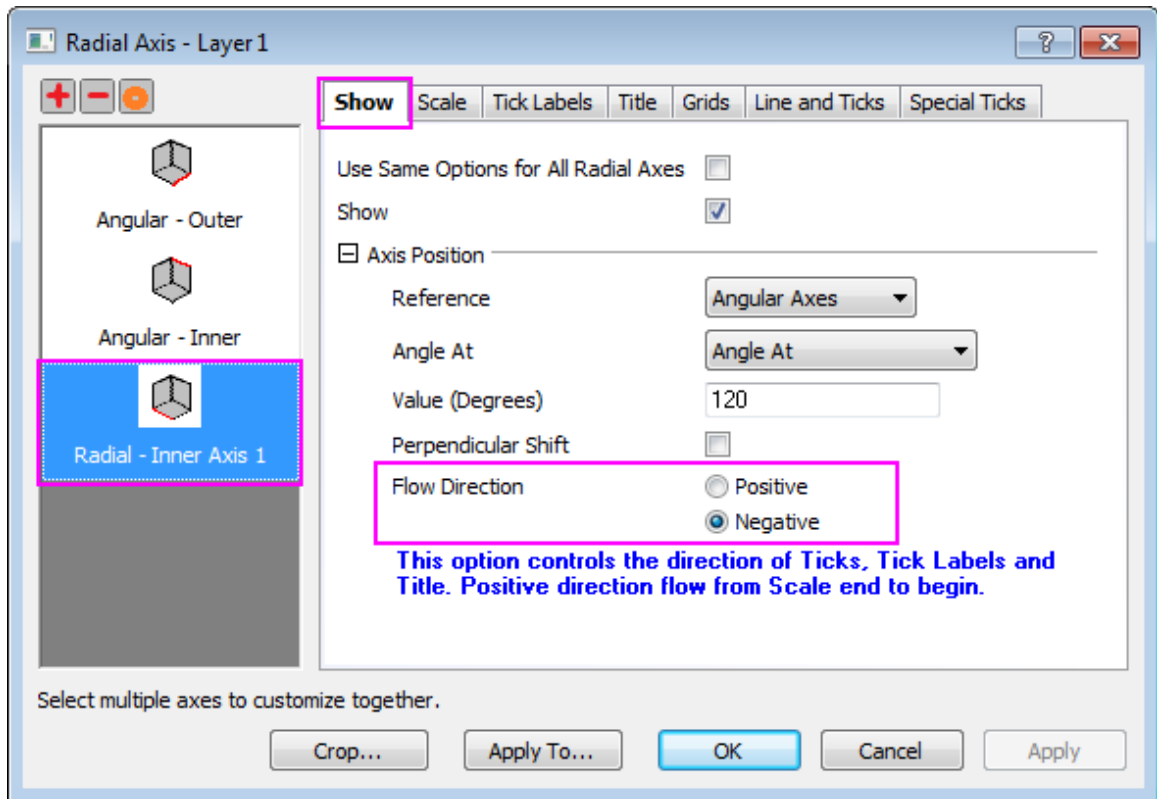 Radial Axis - Layer 1
Show Scale Tick Labels Title Grids Line and Ticks Special Ticks
Angular - Outer
Angular - Inner
Radial - Inner Axis 1
Use Same Options for All Radial Axes
Show
Axis Position
Reference Angular Axes
Angle At Angle At
Value (Degrees) 120
Perpendicular Shift
Flow Direction Positive
Negative
This option controls the direction of Ticks, Tick Labels and
Title. Positive direction flow from Scale end to begin.
Select multiple axes to customize together.
Crop... Apply To... OK Cancel Apply